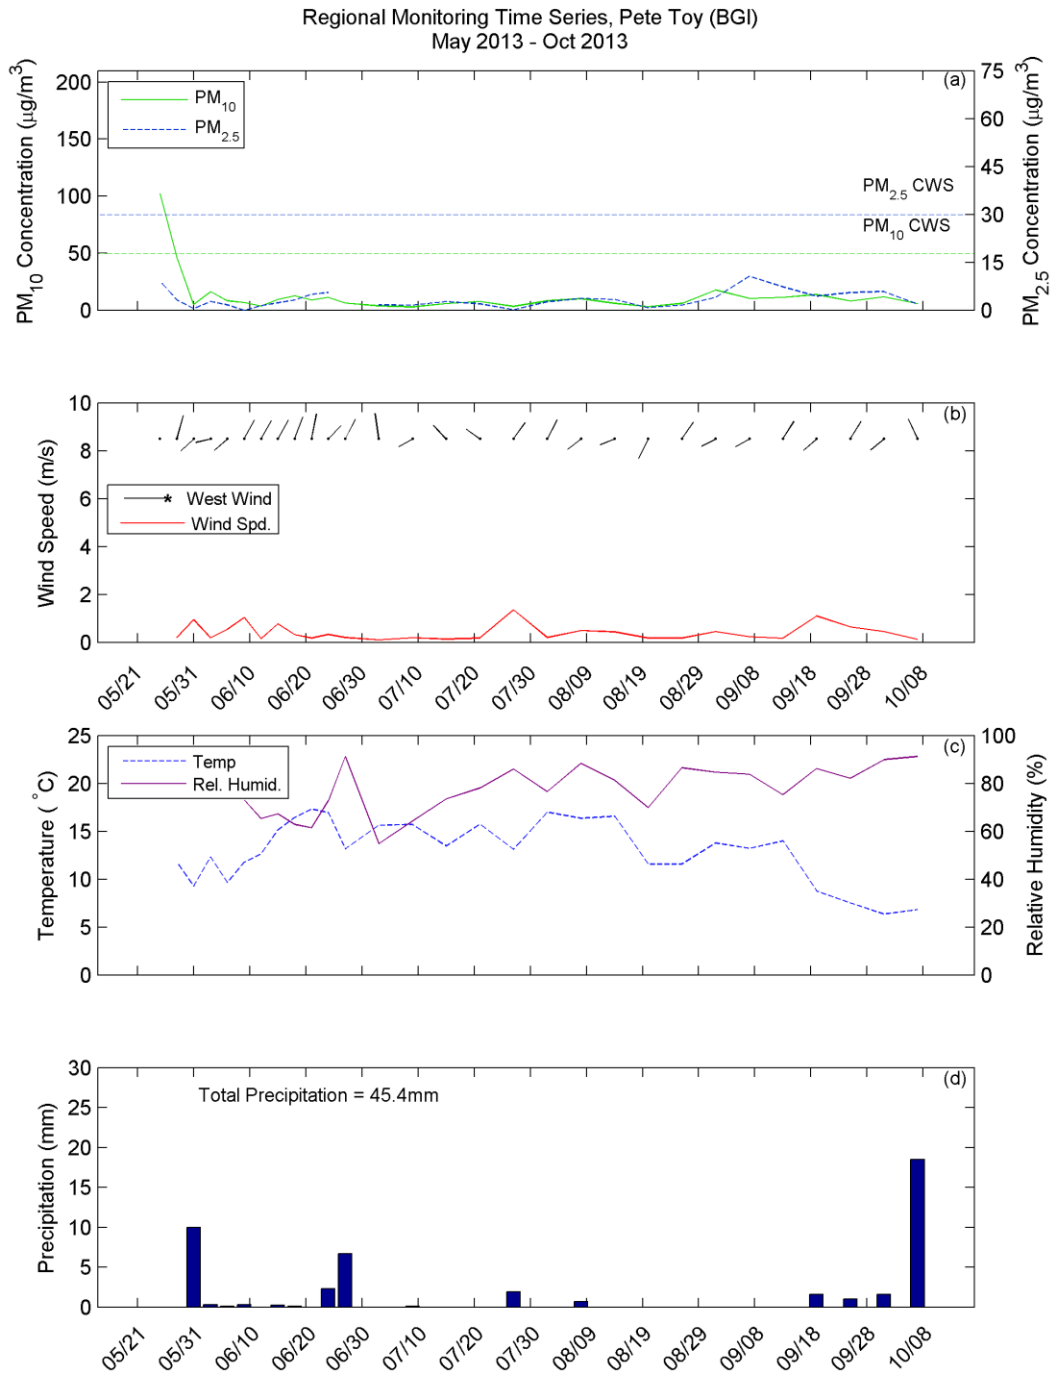 Regional Monitoring Time Series, Pete Toy (BGI)
May 2013 - Oct 2013
(a)
PM10 Concentration (μg/m³)
200
150
100
50
0
PM10
PM2.5
PM2.5 CWS
PM10 CWS
75
60
45
30
15
0
PM2.5 Concentration (μg/m³)
(b)
Wind Speed (m/s)
10
8
6
4
2
0
West Wind
Wind Spd.
05/21 05/31 06/10 06/20 06/30 07/10 07/20 07/30 08/09 08/19 08/29 09/08 09/18 09/28 10/08
(c)
Temperature (°C)
25
20
15
10
5
0
Temp
Rel. Humid.
100
80
60
40
20
0
Relative Humidity (%)
(d)
Precipitation (mm)
30
25
20
15
10
5
0
Total Precipitation = 45.4mm
05/21 05/31 06/10 06/20 06/30 07/10 07/20 07/30 08/09 08/19 08/29 09/08 09/18 09/28 10/08